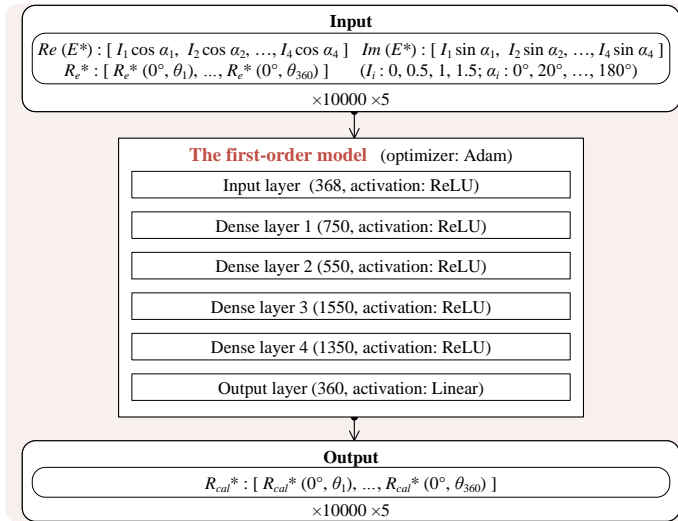 Input
Re (E*) : [ I₁ cos α₁, I₂ cos α₂, …, I₄ cos α₄ ] Im (E*) : [ I₁ sin α₁, I₂ sin α₂, …, I₄ sin α₄ ]
Rₑ* : [ Rₑ* (0°, θ₁), ..., Rₑ* (0°, θ₃₆₀) ] (Iᵢ : 0, 0.5, 1, 1.5; αᵢ : 0°, 20°, …, 180°)
×10000 ×5
The first-order model (optimizer: Adam)
Input layer (368, activation: ReLU)
Dense layer 1 (750, activation: ReLU)
Dense layer 2 (550, activation: ReLU)
Dense layer 3 (1550, activation: ReLU)
Dense layer 4 (1350, activation: ReLU)
Output layer (360, activation: Linear)
Output
R_cal* : [ R_cal* (0°, θ₁), ..., R_cal* (0°, θ₃₆₀) ]
×10000 ×5